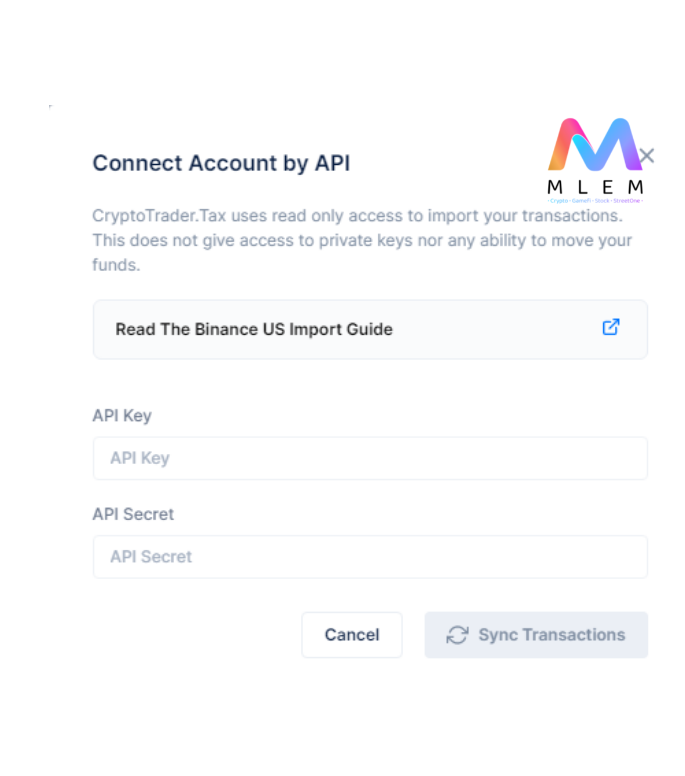 Connect Account by API
MLEM
- Crypto - Gamefi - Stock - StreetOne -
CryptoTrader.Tax uses read only access to import your transactions.
This does not give access to private keys nor any ability to move your
funds.
Read The Binance US Import Guide
API Key
API Key
API Secret
API Secret
Cancel
Sync Transactions